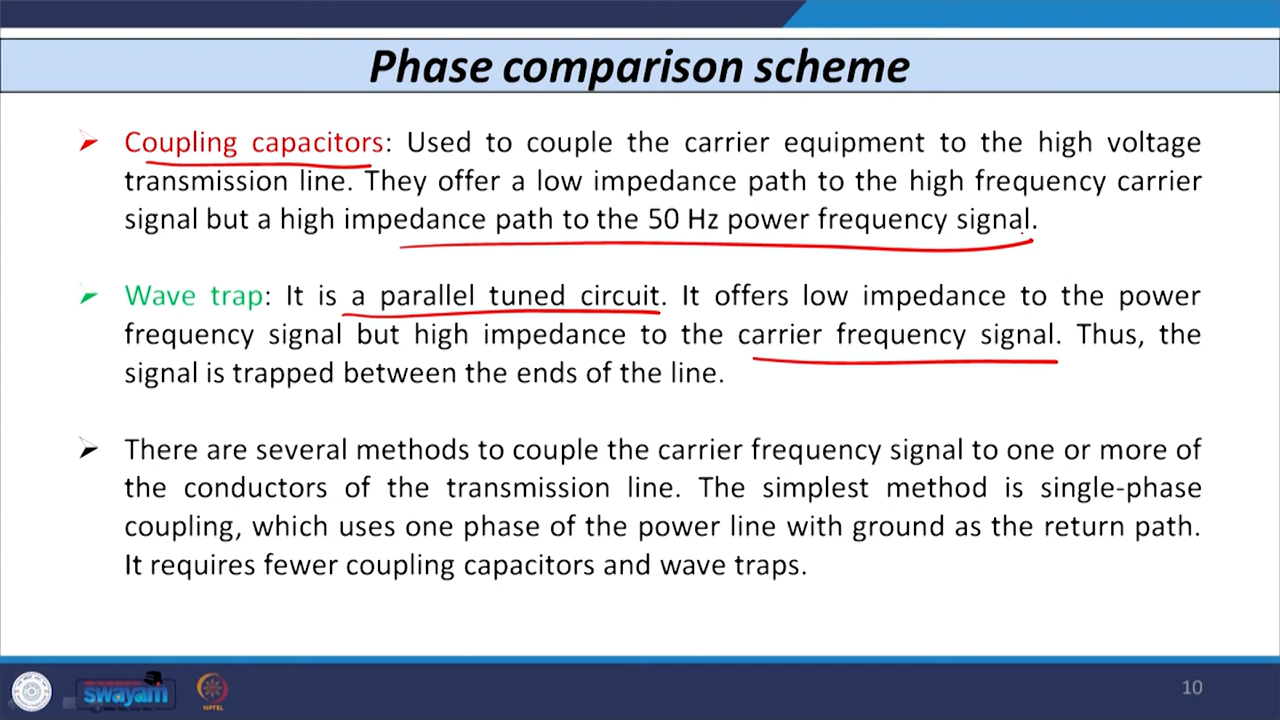 Phase comparison scheme
Coupling capacitors: Used to couple the carrier equipment to the high voltage
transmission line. They offer a low impedance path to the high frequency carrier
signal but a high impedance path to the 50 Hz power frequency signal.
Wave trap: It is a parallel tuned circuit. It offers low impedance to the power
frequency signal but high impedance to the carrier frequency signal. Thus, the
signal is trapped between the ends of the line.
There are several methods to couple the carrier frequency signal to one or more of
the conductors of the transmission line. The simplest method is single-phase
coupling, which uses one phase of the power line with ground as the return path.
It requires fewer coupling capacitors and wave traps.
swayam
NPTEL
10